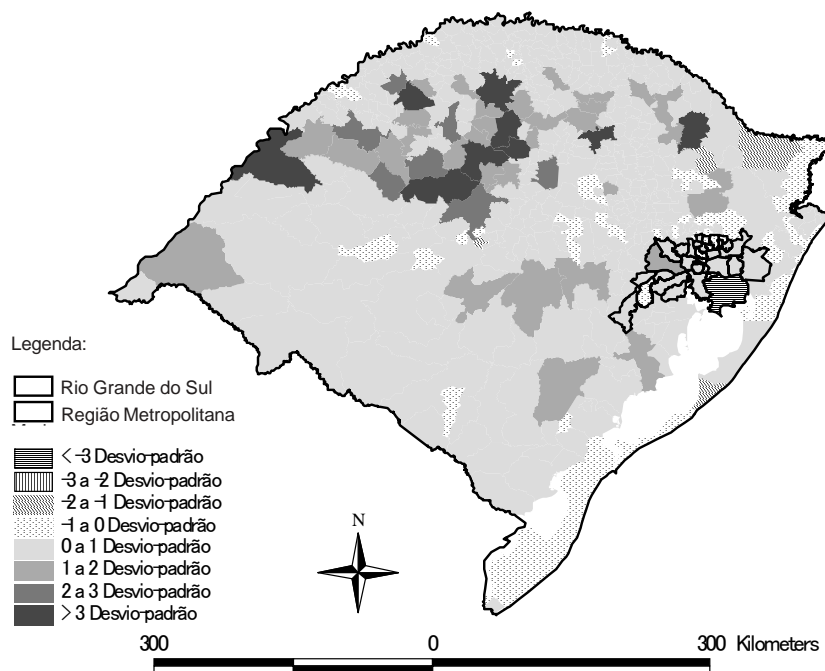 Legenda:
Rio Grande do Sul
Região Metropolitana
< -3 Desvio-padrão
-3 a -2 Desvio-padrão
-2 a -1 Desvio-padrão
-1 a 0 Desvio-padrão
0 a 1 Desvio-padrão
1 a 2 Desvio-padrão
2 a 3 Desvio-padrão
> 3 Desvio-padrão
N
300 0 300 Kilometers